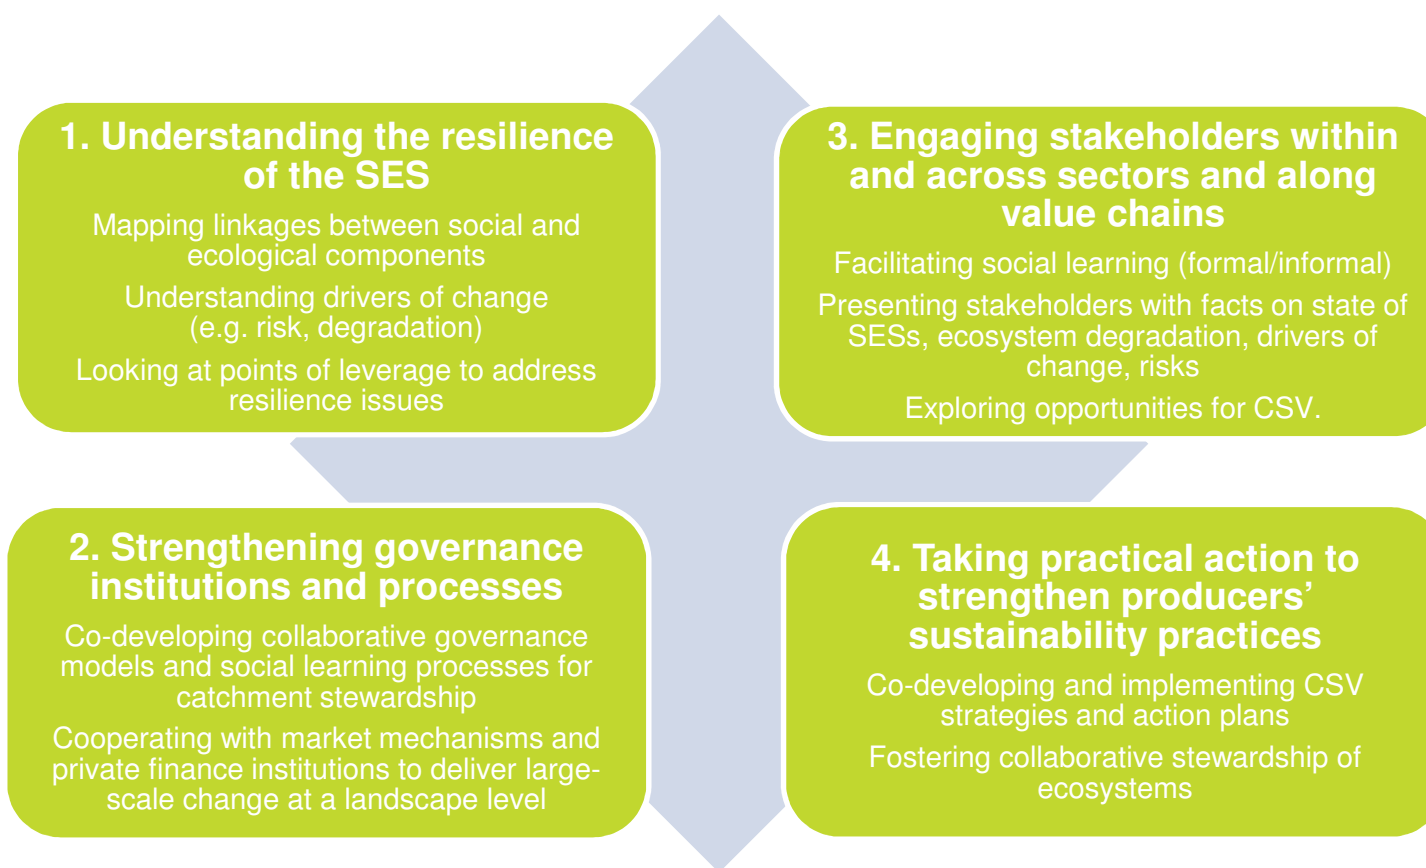 1. Understanding the resilience
of the SES
Mapping linkages between social and
ecological components
Understanding drivers of change
(e.g. risk, degradation)
Looking at points of leverage to address
resilience issues
2. Strengthening governance
institutions and processes
Co-developing collaborative governance
models and social learning processes for
catchment stewardship
Cooperating with market mechanisms and
private finance institutions to deliver large-
scale change at a landscape level
3. Engaging stakeholders within
and across sectors and along
value chains
Facilitating social learning (formal/informal)
Presenting stakeholders with facts on state of
SESs, ecosystem degradation, drivers of
change, risks
Exploring opportunities for CSV.
4. Taking practical action to
strengthen producers’
sustainability practices
Co-developing and implementing CSV
strategies and action plans
Fostering collaborative stewardship of
ecosystems